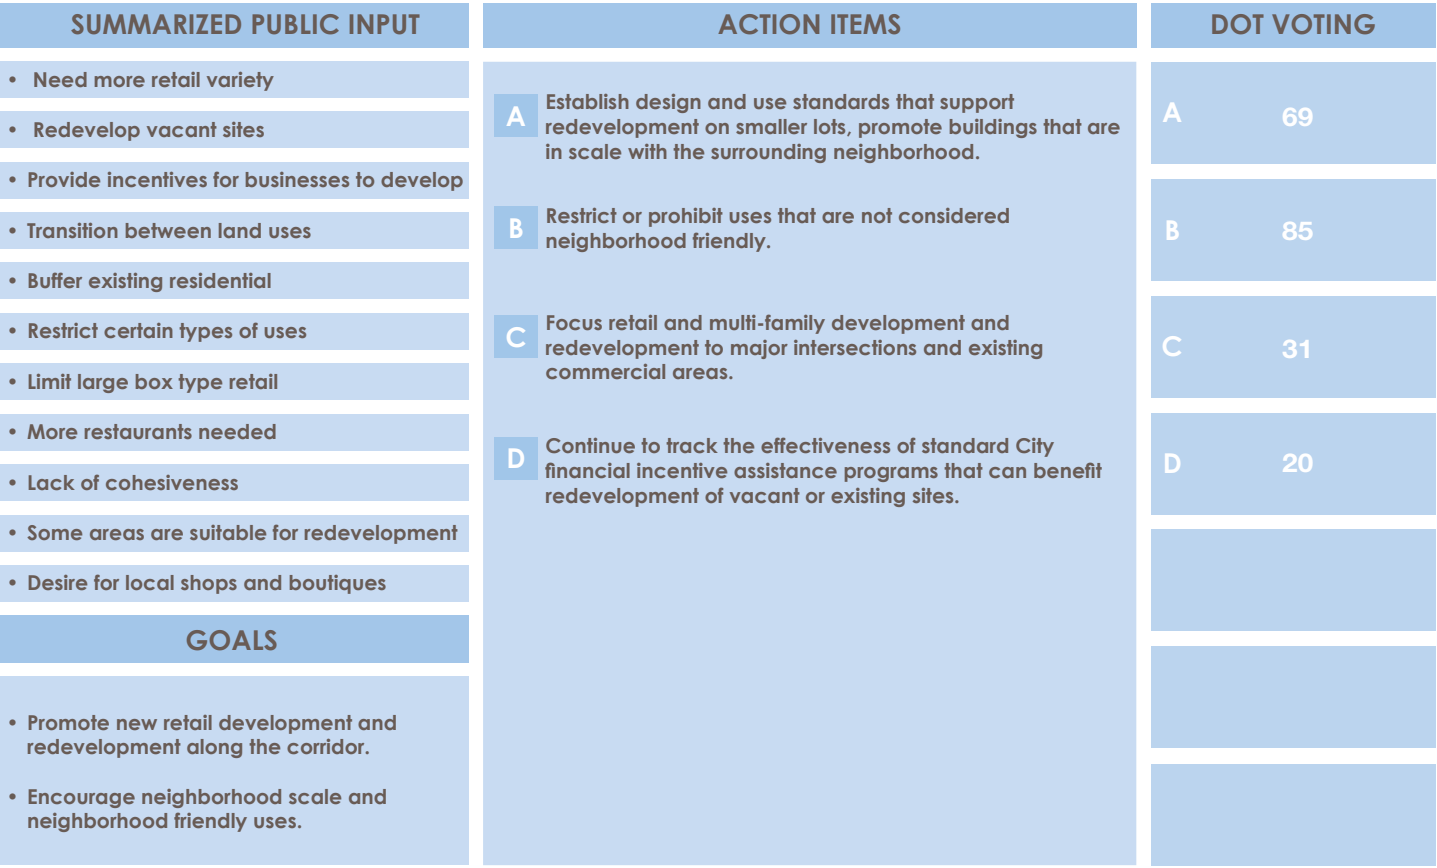 SUMMARIZED PUBLIC INPUT
• Need more retail variety
• Redevelop vacant sites
• Provide incentives for businesses to develop
• Transition between land uses
• Buffer existing residential
• Restrict certain types of uses
• Limit large box type retail
• More restaurants needed
• Lack of cohesiveness
• Some areas are suitable for redevelopment
• Desire for local shops and boutiques
GOALS
• Promote new retail development and
redevelopment along the corridor.
• Encourage neighborhood scale and
neighborhood friendly uses.
ACTION ITEMS
A
Establish design and use standards that support
redevelopment on smaller lots, promote buildings that are
in scale with the surrounding neighborhood.
B
Restrict or prohibit uses that are not considered
neighborhood friendly.
C
Focus retail and multi-family development and
redevelopment to major intersections and existing
commercial areas.
D
Continue to track the effectiveness of standard City
financial incentive assistance programs that can benefit
redevelopment of vacant or existing sites.
DOT VOTING
A 69
B 85
C 31
D 20